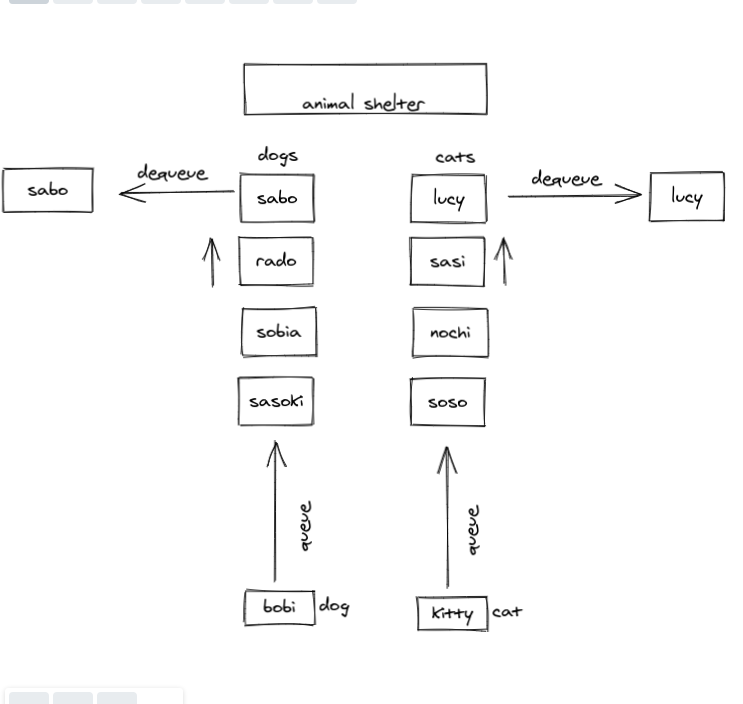 animal shelter
dogs
cats
sabo
dequeue
sabo
lucy
dequeue
lucy
rado
sasi
sobia
nochi
sasoki
soso
queue
queue
bobi
dog
kitty
cat